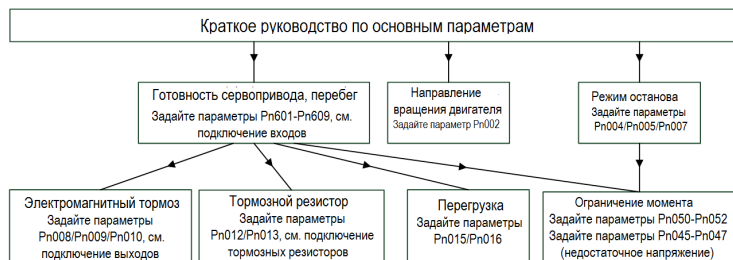 Краткое руководство по основным параметрам
Готовность сервопривода, перебег
Задайте параметры Pn601-Pn609, см.
подключение входов
Направление
вращения двигателя
Задайте параметр Pn002
Режим останова
Задайте параметры
Pn004/Pn005/Pn007
Электромагнитный тормоз
Задайте параметры
Pn008/Pn009/Pn010, см.
подключение выходов
Тормозной резистор
Задайте параметры
Pn012/Pn013, см. подключение
тормозных резисторов
Перегрузка
Задайте параметры
Pn015/Pn016
Ограничение момента
Задайте параметры Pn050-Pn052
Задайте параметры Pn045-Pn047
(недостаточное напряжение)